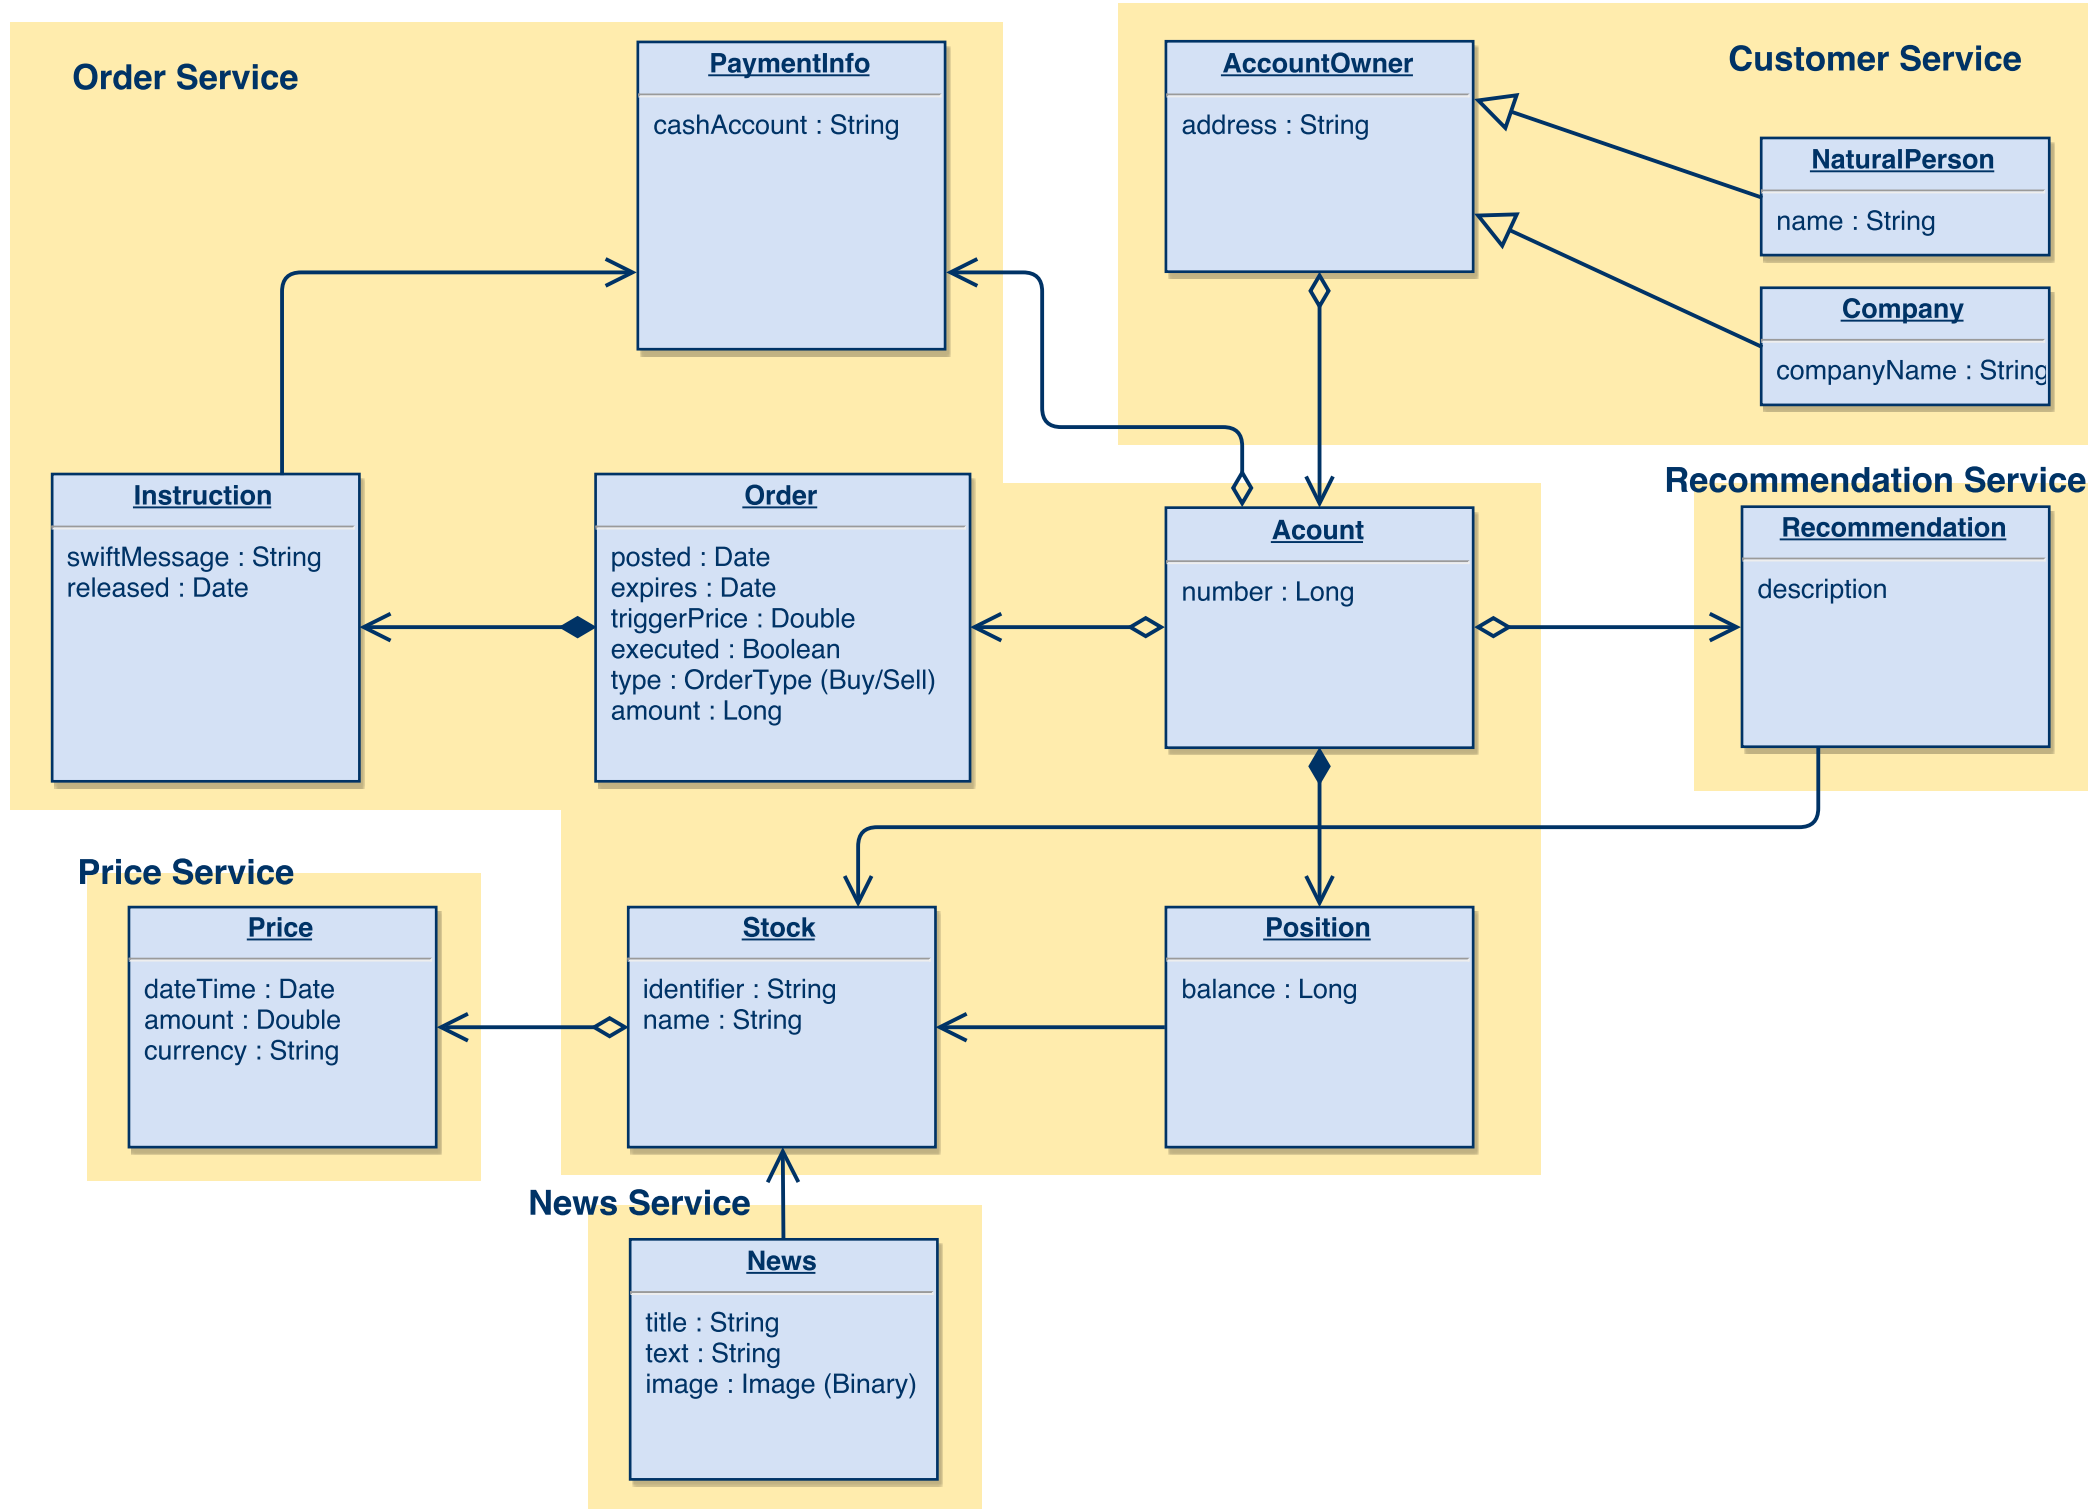 Order Service
PaymentInfo
cashAccount : String
AccountOwner
address : String
Customer Service
NaturalPerson
name : String
Company
companyName : String
Instruction
swiftMessage : String
released : Date
Order
posted : Date
expires : Date
triggerPrice : Double
executed : Boolean
type : OrderType (Buy/Sell)
amount : Long
Acount
number : Long
Recommendation Service
Recommendation
description
Price Service
Price
dateTime : Date
amount : Double
currency : String
Stock
identifier : String
name : String
Position
balance : Long
News Service
News
title : String
text : String
image : Image (Binary)